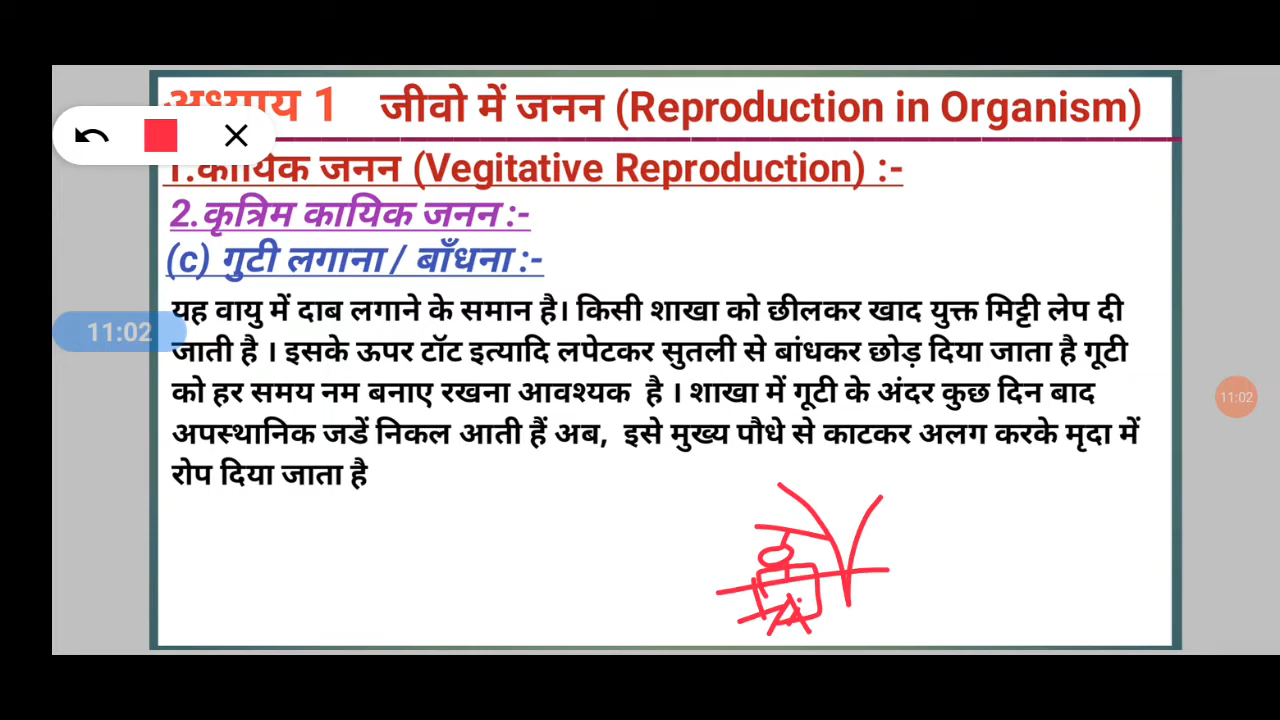 अध्याय 1 जीवो में जनन (Reproduction in Organism)
1.कायिक जनन (Vegitative Reproduction) :-
2.कृत्रिम कायिक जनन :-
(c) गुटी लगाना / बाँधना :-
यह वायु में दाब लगाने के समान है। किसी शाखा को छीलकर खाद युक्त मिट्टी लेप दी
11:02
जाती है । इसके ऊपर टॉट इत्यादि लपेटकर सुतली से बांधकर छोड़ दिया जाता है गूटी
को हर समय नम बनाए रखना आवश्यक है । शाखा में गूटी के अंदर कुछ दिन बाद
11:02
अपस्थानिक जडें निकल आती हैं अब, इसे मुख्य पौधे से काटकर अलग करके मृदा में
रोप दिया जाता है